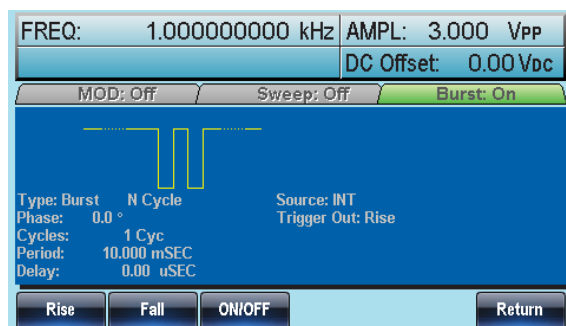 FREQ: 1.000000000 kHz AMPL: 3.000 VPP
DC Offset: 0.00 VDC
MOD: Off Sweep: Off Burst: On
Type: Burst N Cycle Source: INT
Phase: 0.0 ° Trigger Out: Rise
Cycles: 1 Cyc
Period: 10.000 mSEC
Delay: 0.00 uSEC
Rise Fall ON/OFF Return